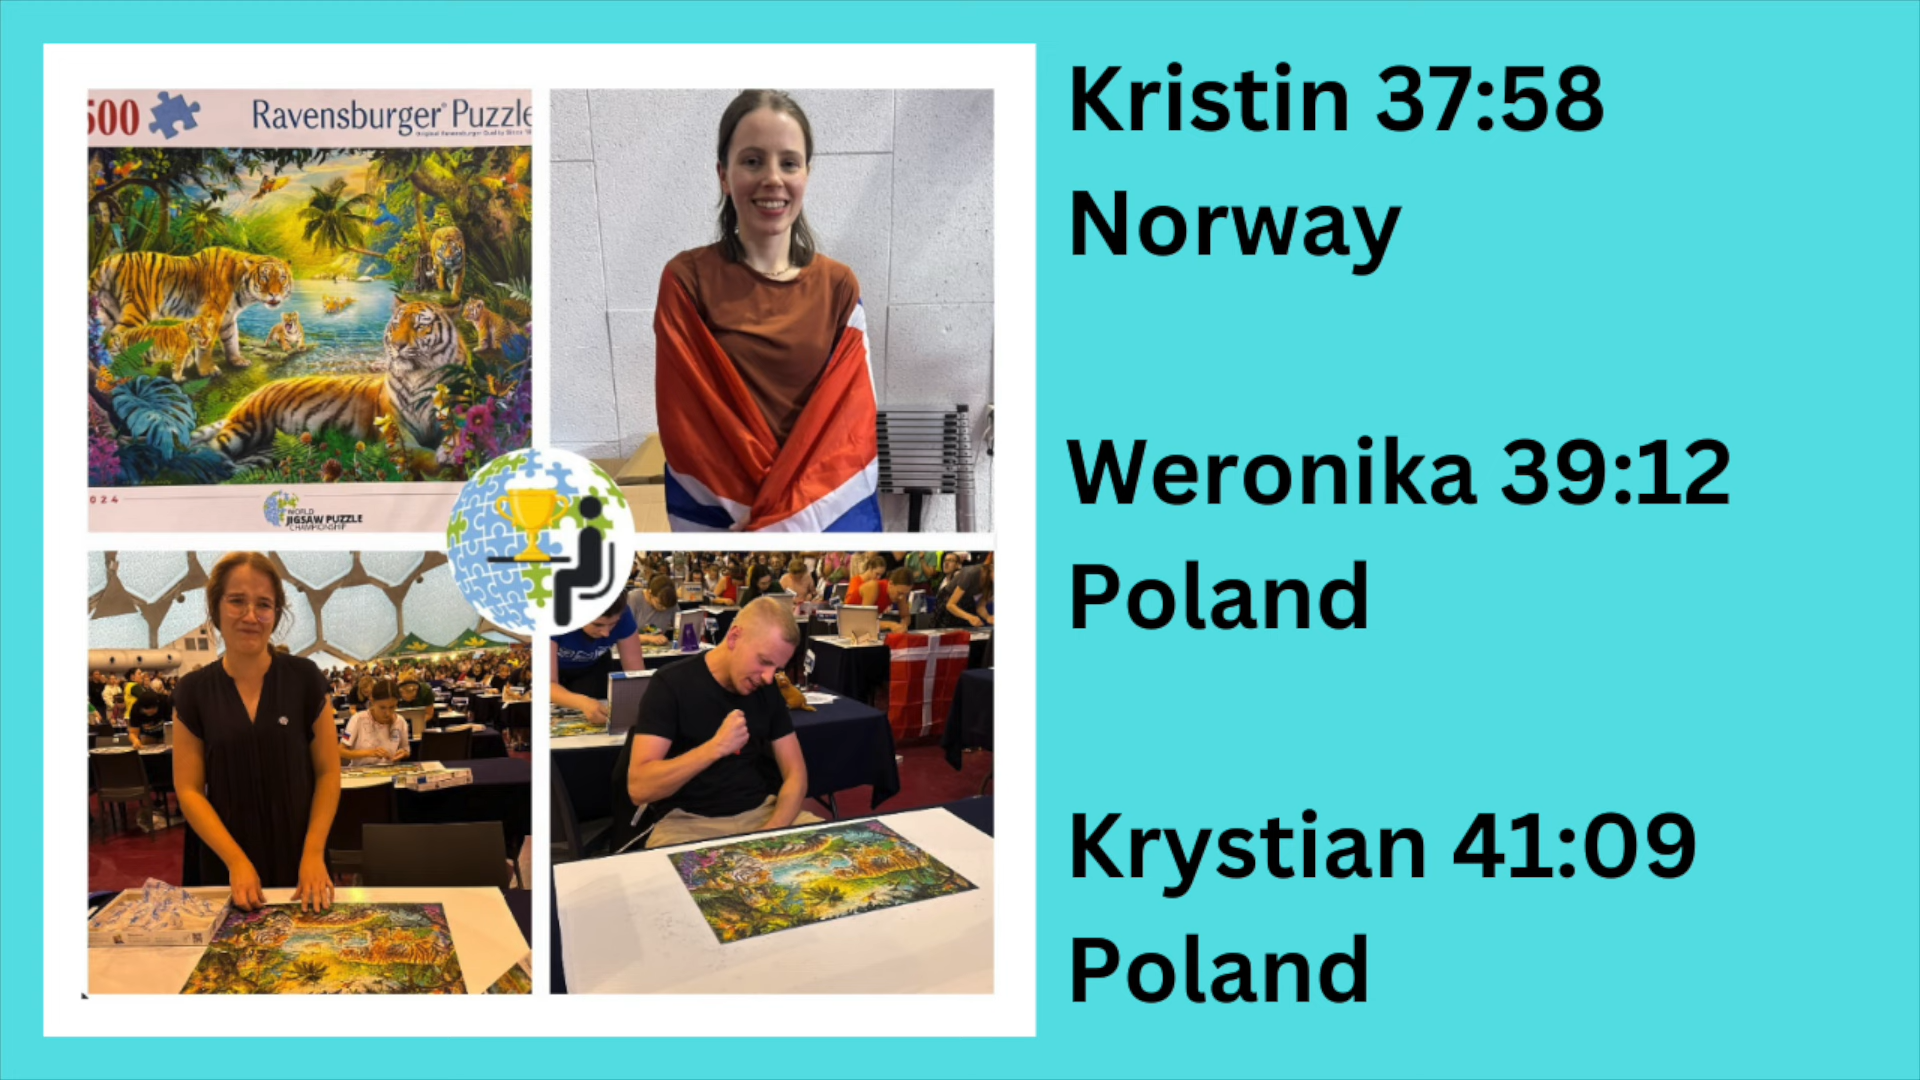 500 Ravensburger Puzzle
2024
WORLD
JIGSAW PUZZLE
CHAMPIONSHIP
Kristin 37:58
Norway
Weronika 39:12
Poland
Krystian 41:09
Poland